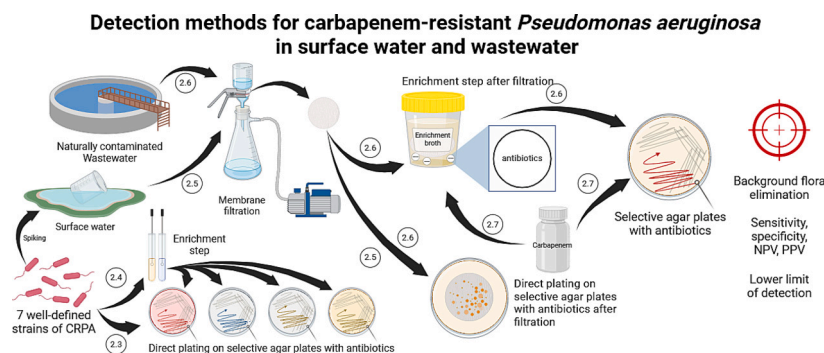 Detection methods for carbapenem-resistant Pseudomonas aeruginosa
in surface water and wastewater
2.6
Naturally contaminated
Wastewater
2.5
Membrane
filtration
Surface water
Spiking
7 well-defined
strains of CRPA
2.4
2.3
Enrichment
step
Direct plating on selective agar plates with antibiotics
Enrichment step after filtration
2.6
Enrichment
broth
antibiotics
2.6
2.7
Carbapenem
2.7
2.6
2.5
Direct plating on
selective agar plates
with antibiotics after
filtration
Selective agar plates
with antibiotics
Background flora
elimination
Sensitivity,
specificity,
NPV, PPV
Lower limit
of detection